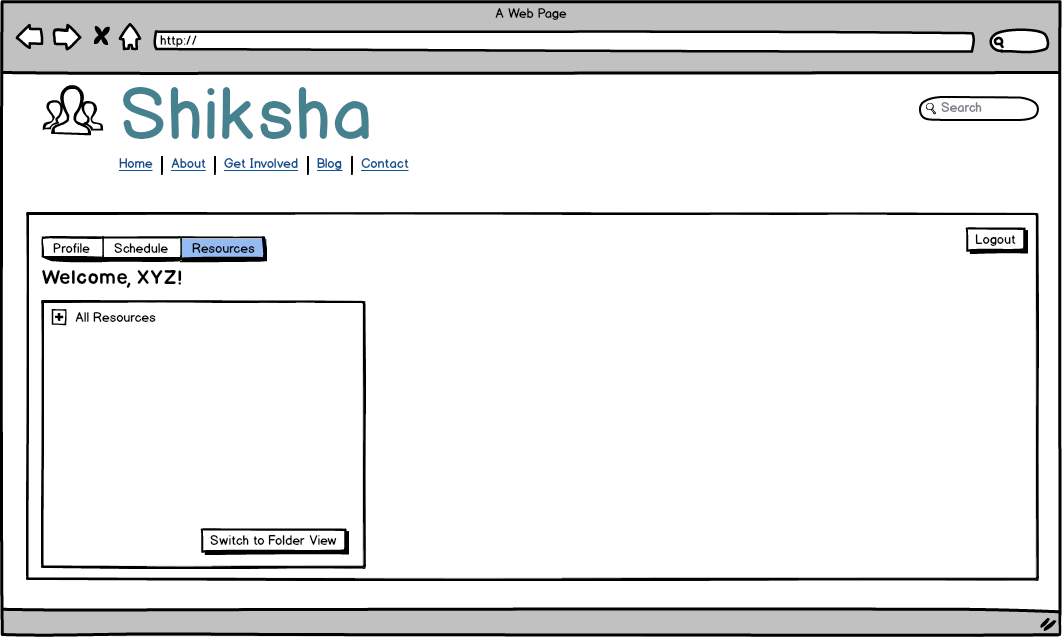 A Web Page
http://
Shiksha
Search
Home | About | Get Involved | Blog | Contact
Profile Schedule Resources
Logout
Welcome, XYZ!
All Resources
Switch to Folder View